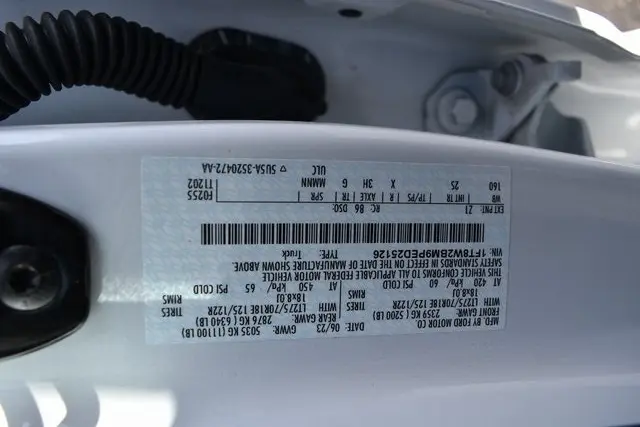 MFD. BY FORD MOTOR CO.
06/23 GVWR: 5035 KG (11100 LB)
FRONT GAWR: REAR GAWR:
2359 KG ( 5200 LB) 2876 KG ( 6340 LB)
WITH LT275/70R18E 125/122R TIRES WITH LT275/70R18E 125/122R TIRES
18x8.0J RIMS 18x8.0J RIMS
AT 420 kPa/ 60 PSI COLD AT 450 kPa/ 65 PSI COLD
THIS VEHICLE CONFORMS TO ALL APPLICABLE FEDERAL MOTOR VEHICLE
SAFETY STANDARDS IN EFFECT ON THE DATE OF MANUFACTURE SHOWN ABOVE.
VIN: 1FT8W2BM9PED25126 Truck
F0255
T1202
EXT PNT: Z1 RC: 86 DSO:
WB INT TR TP/PS R AXLE TR SPR
160 2S X 3H G MMNN
ULC
▽ 5U5A-3520472-AA